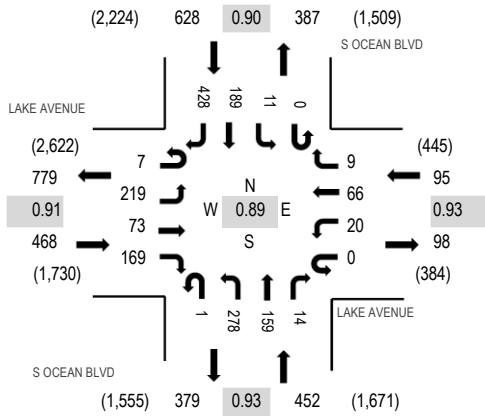 (2,224) 628 0.90 387 (1,509)
S OCEAN BLVD
LAKE AVENUE
428 189 11 0
(2,622) 7 9 (445)
779 95
219 N 66
0.91 W 0.89 E 0.93
73 S 20
468 98
169 0
(1,730) (384)
1 278 159 14
LAKE AVENUE
S OCEAN BLVD
(1,555) 379 0.93 452 (1,671)